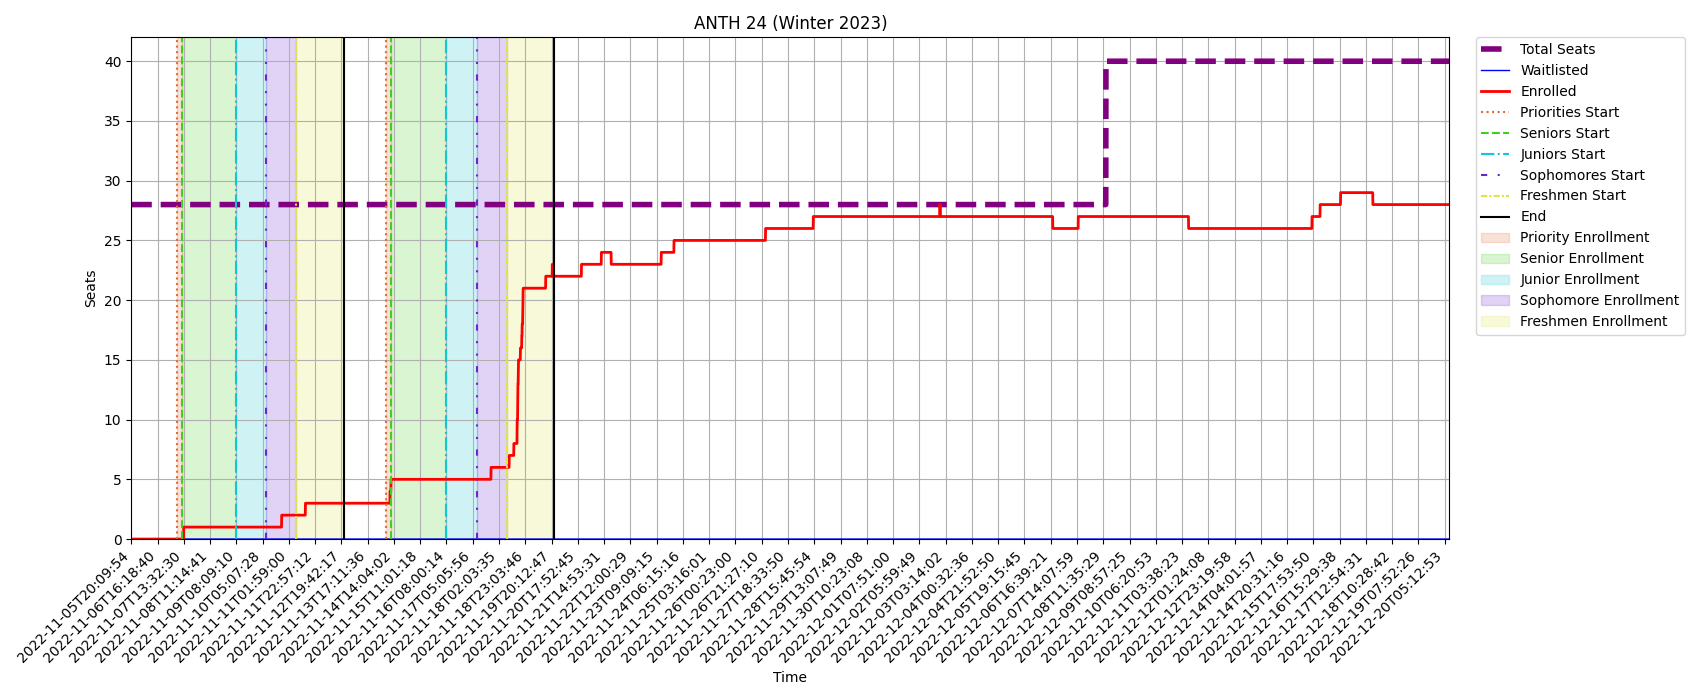 ANTH 24 (Winter 2023)
Seats
40
35
30
25
20
15
10
5
0
2022-11-05T20:09:54
2022-11-06T16:18:40
2022-11-07T13:32:30
2022-11-08T11:14:41
2022-11-09T08:09:10
2022-11-10T05:07:28
2022-11-11T01:59:00
2022-11-11T22:57:12
2022-11-12T19:42:17
2022-11-13T17:11:36
2022-11-14T14:04:02
2022-11-15T11:01:18
2022-11-16T08:00:14
2022-11-17T05:05:56
2022-11-18T02:03:35
2022-11-18T23:03:46
2022-11-19T20:12:47
2022-11-20T17:52:45
2022-11-21T14:53:31
2022-11-22T12:00:29
2022-11-23T09:09:15
2022-11-24T06:15:16
2022-11-25T03:16:01
2022-11-26T00:23:00
2022-11-26T21:27:10
2022-11-27T18:33:50
2022-11-28T15:45:54
2022-11-29T13:07:49
2022-11-30T10:23:08
2022-12-01T07:51:00
2022-12-02T05:59:49
2022-12-03T03:14:02
2022-12-04T00:32:36
2022-12-04T21:52:50
2022-12-05T19:15:45
2022-12-06T16:39:21
2022-12-07T14:07:59
2022-12-08T11:35:29
2022-12-09T08:57:25
2022-12-10T06:20:53
2022-12-11T03:38:23
2022-12-12T01:24:08
2022-12-12T23:19:58
2022-12-14T04:01:57
2022-12-14T20:31:16
2022-12-15T17:53:50
2022-12-16T15:29:38
2022-12-17T12:54:31
2022-12-18T10:28:42
2022-12-19T07:52:26
2022-12-20T05:12:53
Time
Total Seats
Waitlisted
Enrolled
Priorities Start
Seniors Start
Juniors Start
Sophomores Start
Freshmen Start
End
Priority Enrollment
Senior Enrollment
Junior Enrollment
Sophomore Enrollment
Freshmen Enrollment